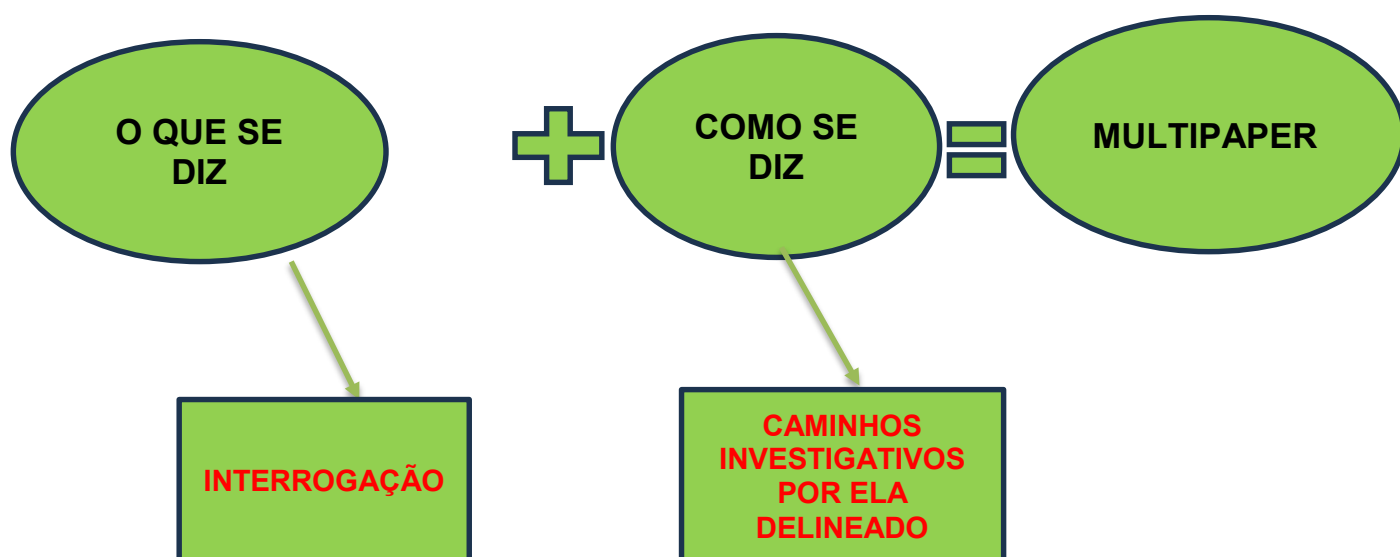 O QUE SE
DIZ
COMO SE
DIZ
MULTIPAPER
INTERROGAÇÃO
CAMINHOS
INVESTIGATIVOS
POR ELA
DELINEADO